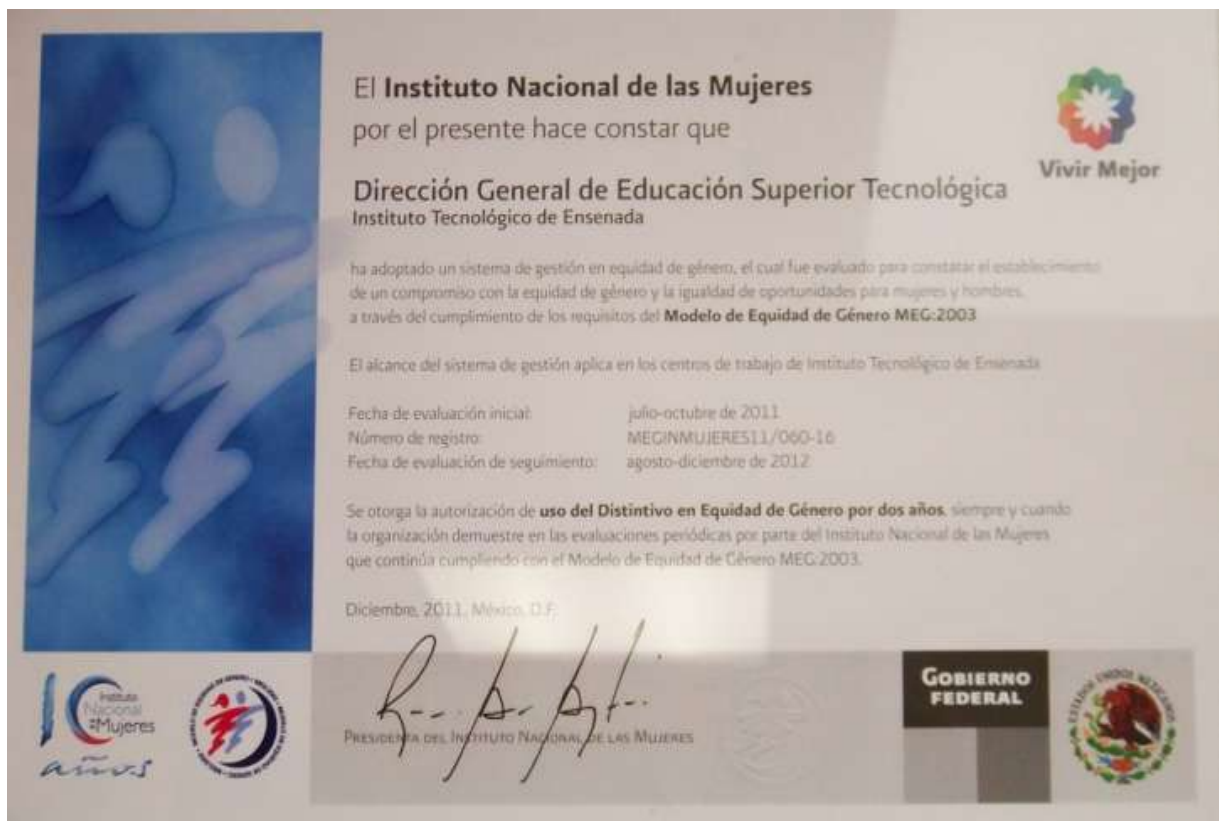 El Instituto Nacional de las Mujeres
por el presente hace constar que
Vivir Mejor
Dirección General de Educación Superior Tecnológica
Instituto Tecnológico de Ensenada
ha adoptado un sistema de gestión en equidad de género, el cual fue evaluado para constatar el establecimiento
de un compromiso con la equidad de género y la igualdad de oportunidades para mujeres y hombres,
a través del cumplimiento de los requisitos del Modelo de Equidad de Género MEG:2003
El alcance del sistema de gestión aplica en los centros de trabajo de Instituto Tecnológico de Ensenada
Fecha de evaluación inicial: julio-octubre de 2011
Número de registro: MEGINMUJERES11/060-16
Fecha de evaluación de seguimiento: agosto-diciembre de 2012
Se otorga la autorización de uso del Distintivo en Equidad de Género por dos años, siempre y cuando
la organización demuestre en las evaluaciones periódicas por parte del Instituto Nacional de las Mujeres
que continúa cumpliendo con el Modelo de Equidad de Género MEG:2003.
Diciembre, 2011, México, D.F.
PRESIDENTA DEL INSTITUTO NACIONAL DE LAS MUJERES
10
Instituto
Nacional
de las
Mujeres
años
GOBIERNO
FEDERAL
ESTADOS UNIDOS MEXICANOS